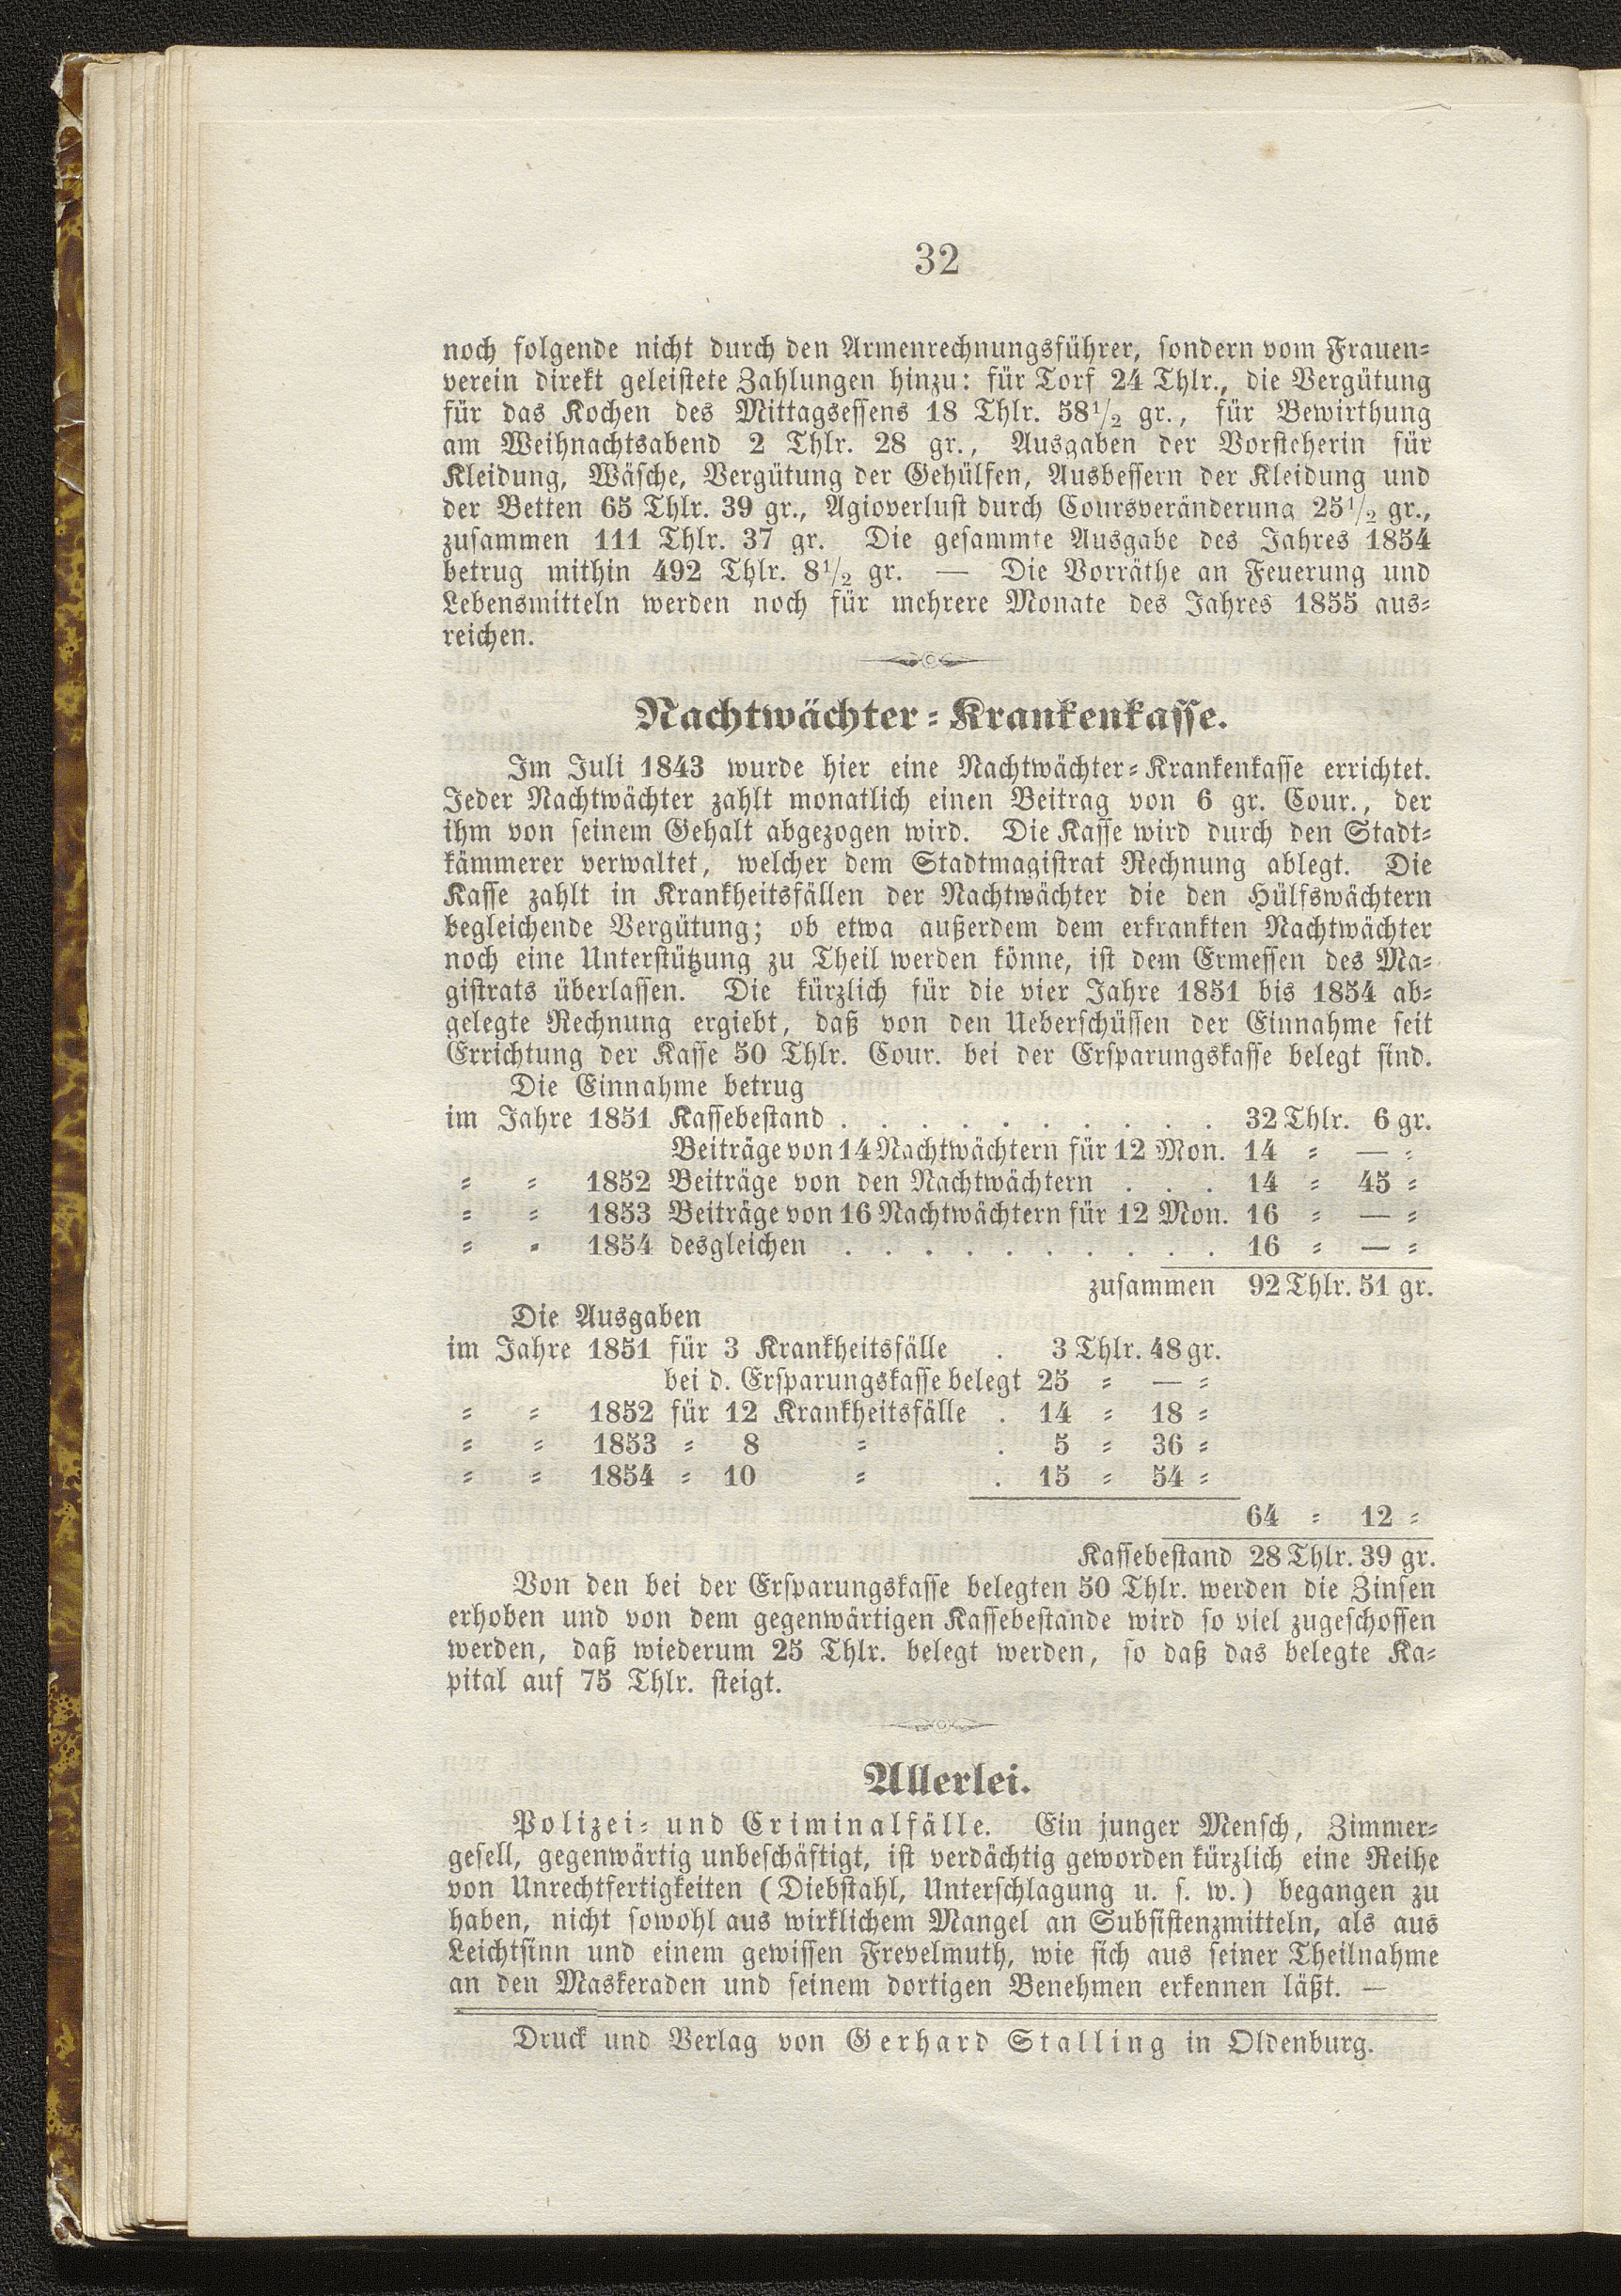 32
noch folgende nicht durch den Armenrechnungsführer, sondern vom Frauen-
verein direkt geleistete Zahlungen hinzu: für Torf 24 Thlr., die Vergütung
für das Kochen des Mittagsessens 18 Thlr. 58½ gr., für Bewirthung
am Weihnachtsabend 2 Thlr. 28 gr., Ausgaben der Vorsteherin für
Kleidung, Wäsche, Vergütung der Gehülfen, Ausbessern der Kleidung und
der Betten 65 Thlr. 39 gr., Agioverlust durch Coursveränderung 25½ gr.,
zusammen 111 Thlr. 37 gr. Die gesammte Ausgabe des Jahres 1854
betrug mithin 492 Thlr. 8½ gr. — Die Vorräthe an Feuerung und
Lebensmitteln werden noch für mehrere Monate des Jahres 1855 aus-
reichen.
Nachtwächter-Krankenkasse.
Im Juli 1843 wurde hier eine Nachtwächter-Krankenkasse errichtet.
Jeder Nachtwächter zahlt monatlich einen Beitrag von 6 gr. Cour., der
ihm von seinem Gehalt abgezogen wird. Die Kasse wird durch den Stadt-
kämmerer verwaltet, welcher dem Stadtmagistrat Rechnung ablegt. Die
Kasse zahlt in Krankheitsfällen der Nachtwächter die den Hülfswächtern
begleichende Vergütung; ob etwa außerdem dem erkrankten Nachtwächter
noch eine Unterstützung zu Theil werden könne, ist dem Ermessen des Ma-
gistrats überlassen. Die kürzlich für die vier Jahre 1851 bis 1854 ab-
gelegte Rechnung ergiebt, daß von den Ueberschüssen der Einnahme seit
Errichtung der Kasse 50 Thlr. Cour. bei der Ersparungskasse belegt sind.
Die Einnahme betrug
im Jahre 1851 Kassebestand . . . . . . . . . . 32 Thlr. 6 gr.
Beiträge von 14 Nachtwächtern für 12 Mon. 14 = — =
= = 1852 Beiträge von den Nachtwächtern . . . 14 = 45 =
= = 1853 Beiträge von 16 Nachtwächtern für 12 Mon. 16 = — =
= = 1854 desgleichen . . . . . . . . . . 16 = — =
zusammen 92 Thlr. 51 gr.
Die Ausgaben
im Jahre 1851 für 3 Krankheitsfälle . 3 Thlr. 48 gr.
bei d. Ersparungskasse belegt 25 = — =
= = 1852 für 12 Krankheitsfälle . 14 = 18 =
= = 1853 = 8 = . 5 = 36 =
= = 1854 = 10 = . 15 = 54 =
64 = 12 =
Kassebestand 28 Thlr. 39 gr.
Von den bei der Ersparungskasse belegten 50 Thlr. werden die Zinsen
erhoben und von dem gegenwärtigen Kassebestande wird so viel zugeschossen
werden, daß wiederum 25 Thlr. belegt werden, so daß das belegte Ka-
pital auf 75 Thlr. steigt.
Allerlei.
Polizei- und Criminalfälle. Ein junger Mensch, Zimmer-
gesell, gegenwärtig unbeschäftigt, ist verdächtig geworden kürzlich eine Reihe
von Unrechtfertigkeiten (Diebstahl, Unterschlagung u. s. w.) begangen zu
haben, nicht sowohl aus wirklichem Mangel an Subsistenzmitteln, als aus
Leichtsinn und einem gewissen Frevelmuth, wie sich aus seiner Theilnahme
an den Maskeraden und seinem dortigen Benehmen erkennen läßt. —
Druck und Verlag von Gerhard Stalling in Oldenburg.